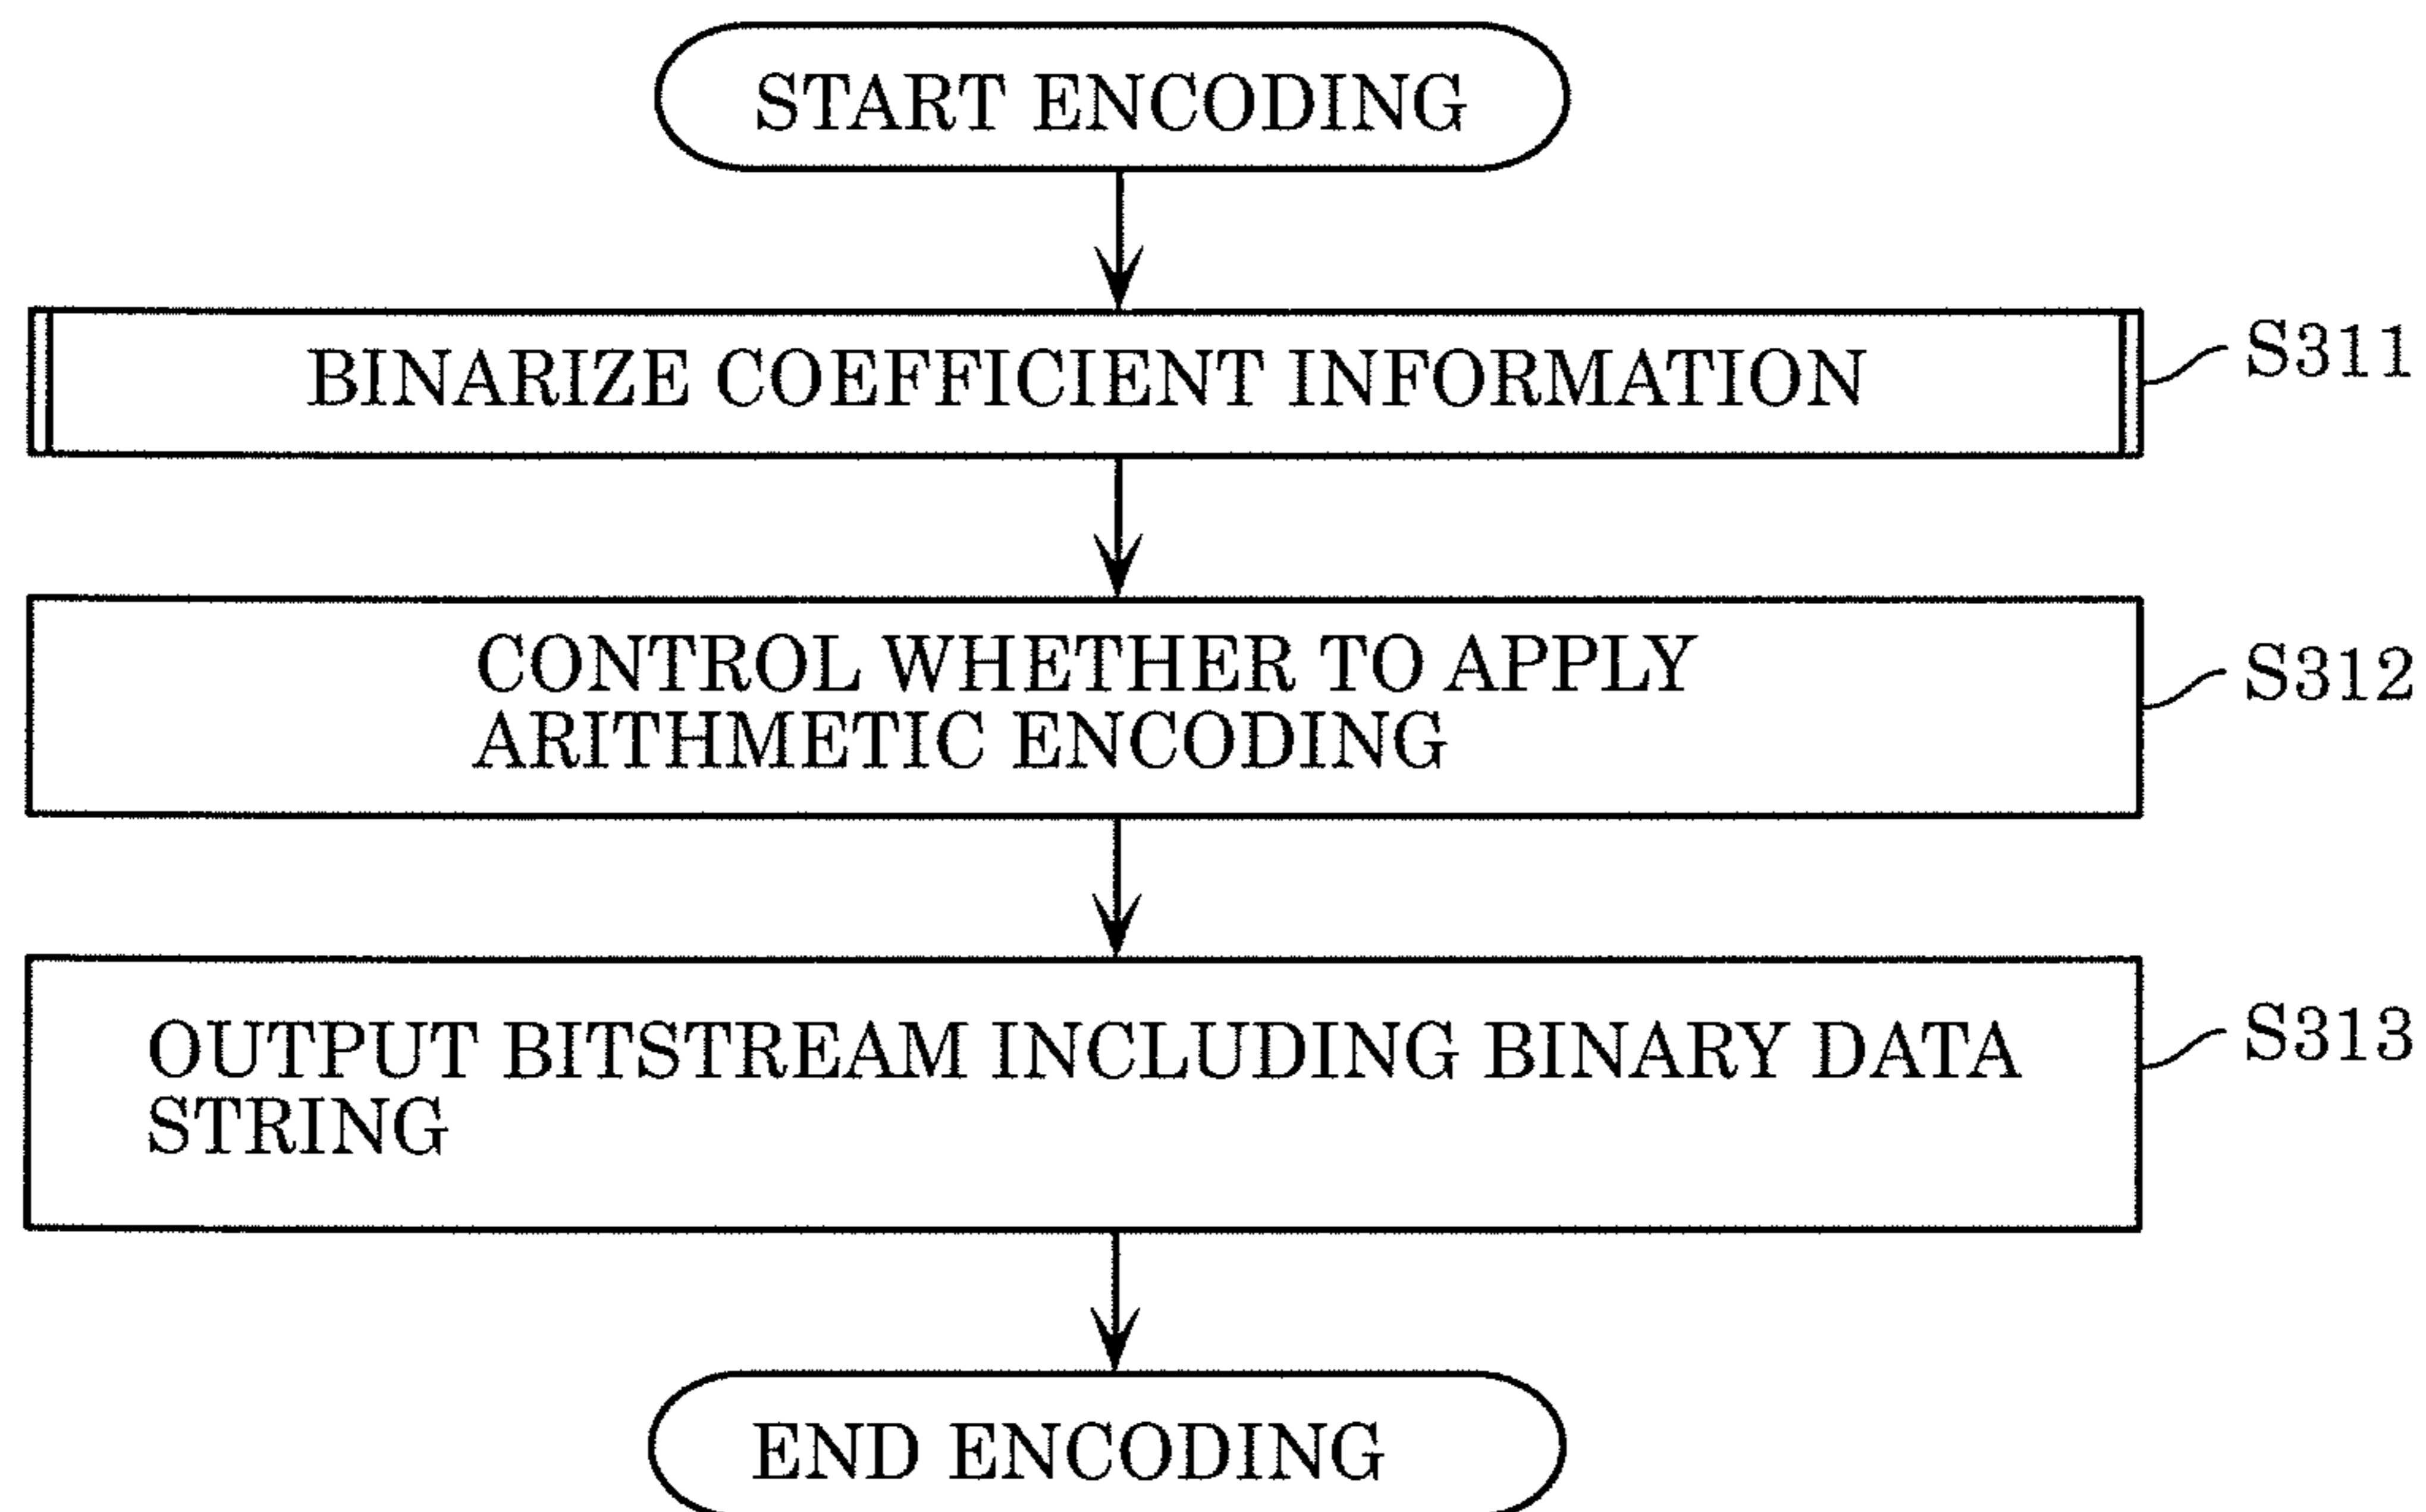 START ENCODING
BINARIZE COEFFICIENT INFORMATION
S311
CONTROL WHETHER TO APPLY
ARITHMETIC ENCODING
S312
OUTPUT BITSTREAM INCLUDING BINARY DATA
STRING
S313
END ENCODING